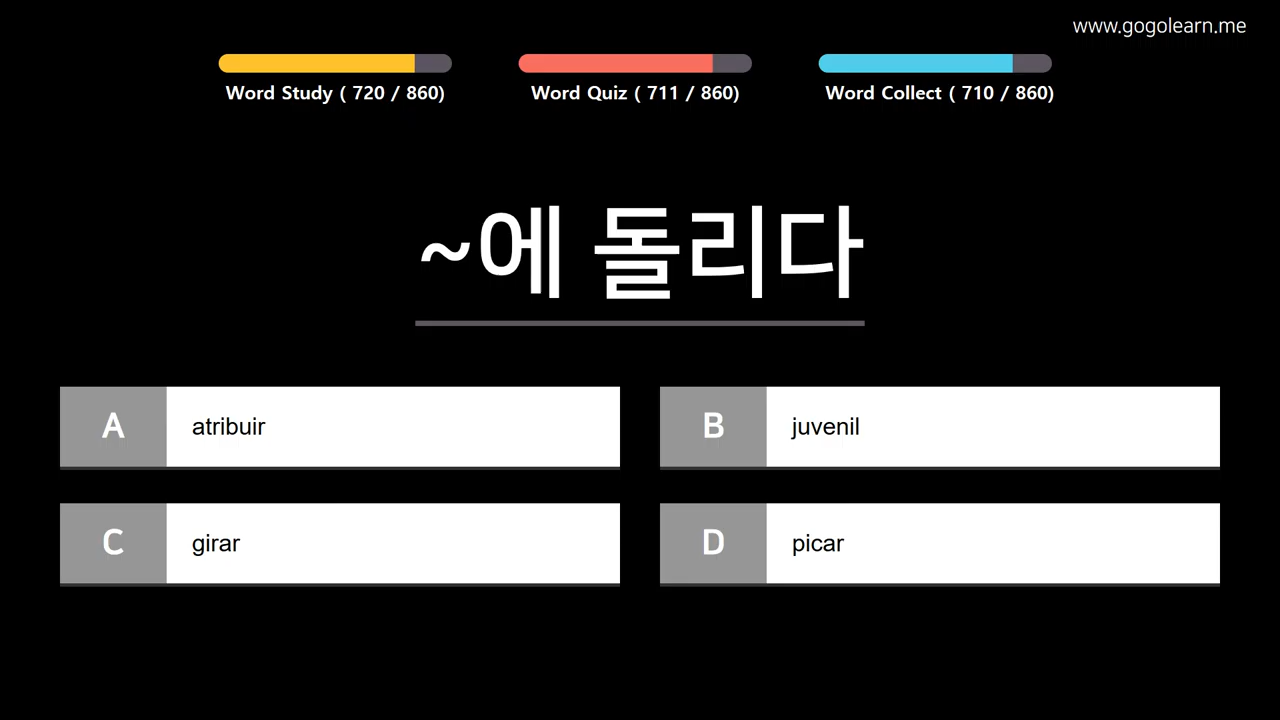 www.gogolearn.me
Word Study ( 720 / 860)
Word Quiz ( 711 / 860)
Word Collect ( 710 / 860)
~에 돌리다
A atribuir
B juvenil
C girar
D picar